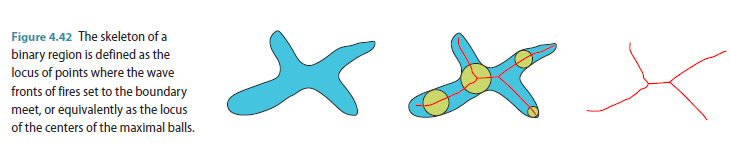 Figure 4.42 The skeleton of a
binary region is defined as the
locus of points where the wave
fronts of fires set to the boundary
meet, or equivalently as the locus
of the centers of the maximal balls.